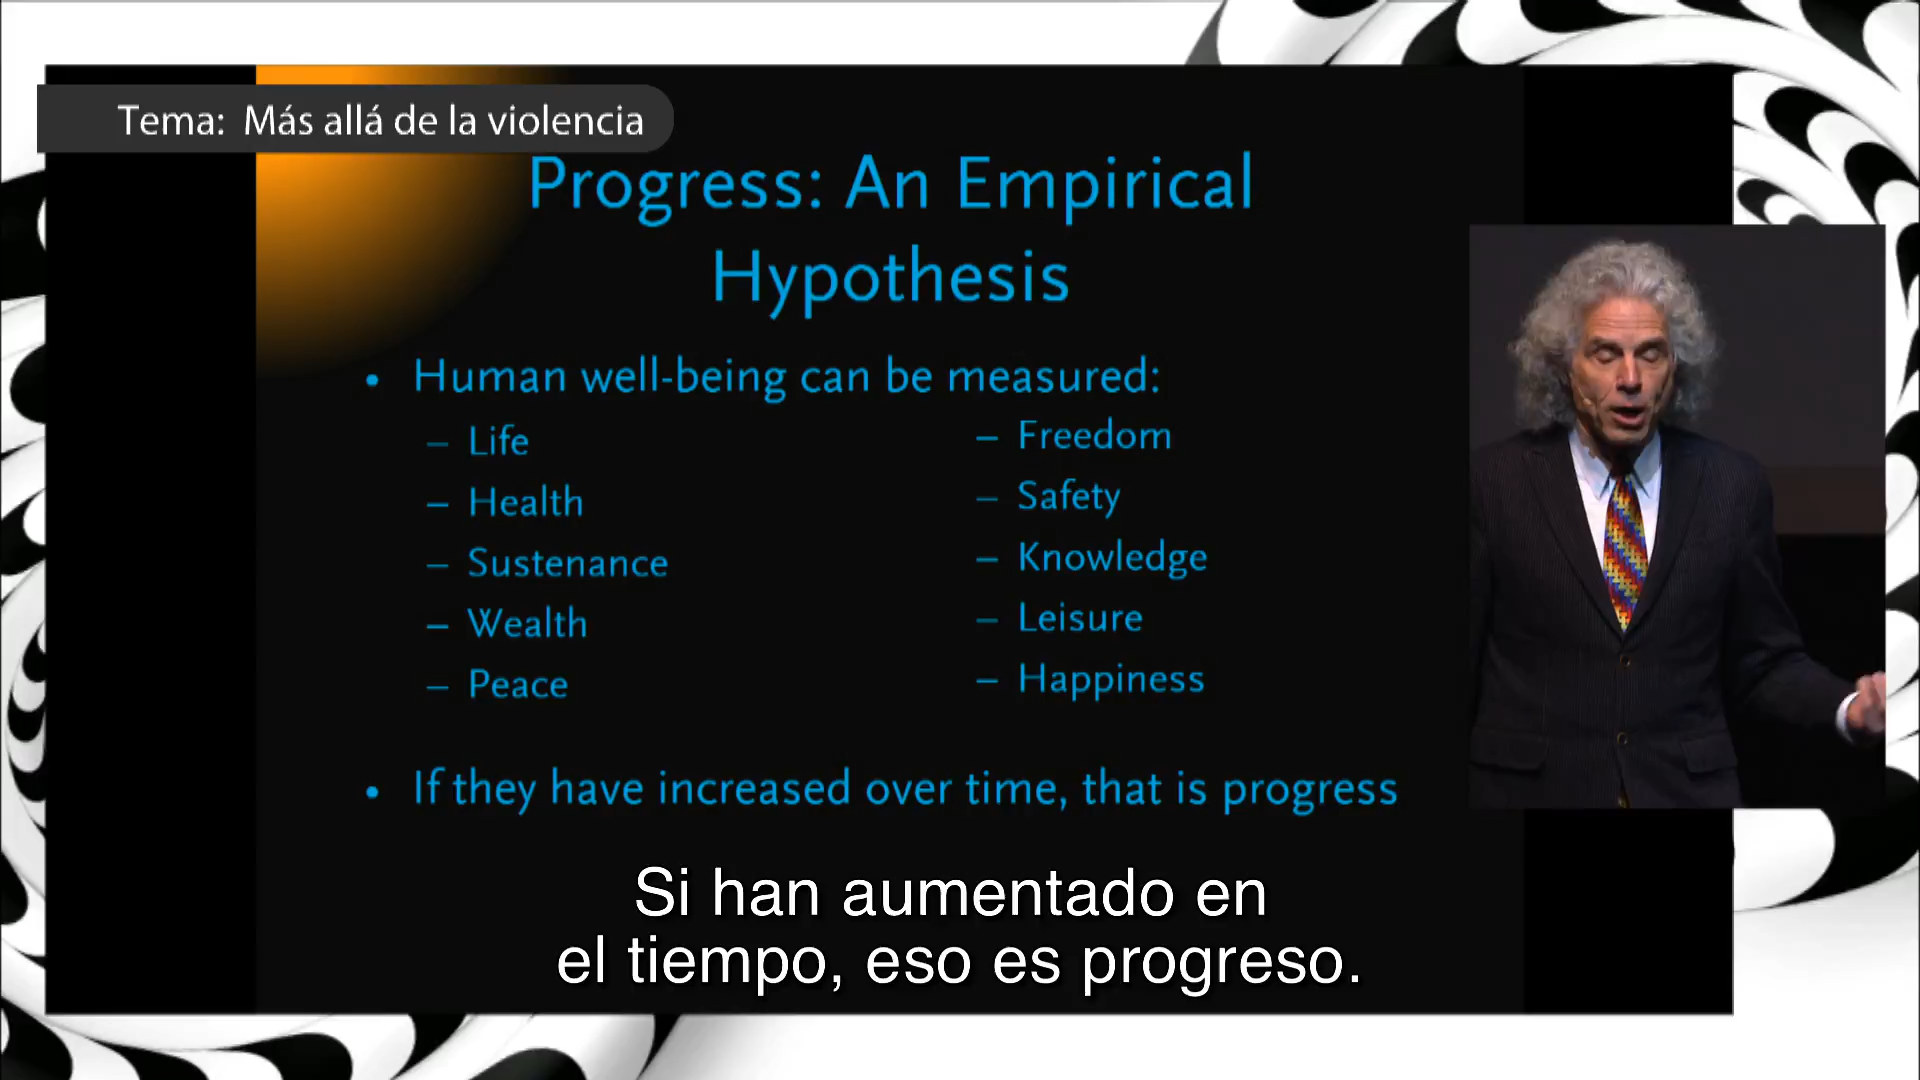 Tema: Más allá de la violencia
Progress: An Empirical
Hypothesis
• Human well-being can be measured:
– Life
– Health
– Sustenance
– Wealth
– Peace
– Freedom
– Safety
– Knowledge
– Leisure
– Happiness
• If they have increased over time, that is progress
Si han aumentado en
el tiempo, eso es progreso.